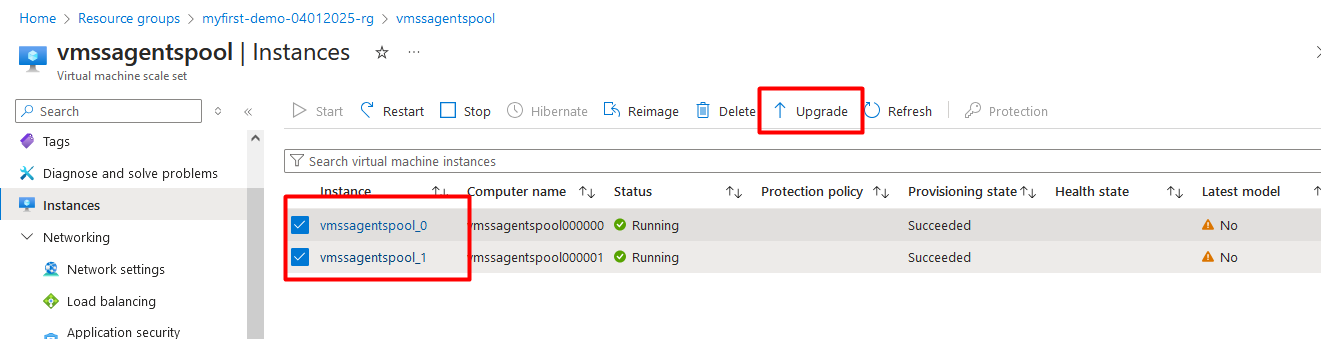 Home > Resource groups > myfirst-demo-04012025-rg > vmssagentspool
vmssagentspool | Instances
Virtual machine scale set
Search
Start Restart Stop Hibernate Reimage Delete Upgrade Refresh Protection
Tags
Diagnose and solve problems
Instances
Networking
Network settings
Load balancing
Application security
Search virtual machine instances
Instance Computer name Status Protection policy Provisioning state Health state Latest model
vmssagentspool_0 vmssagentspool000000 Running Succeeded No
vmssagentspool_1 vmssagentspool000001 Running Succeeded No